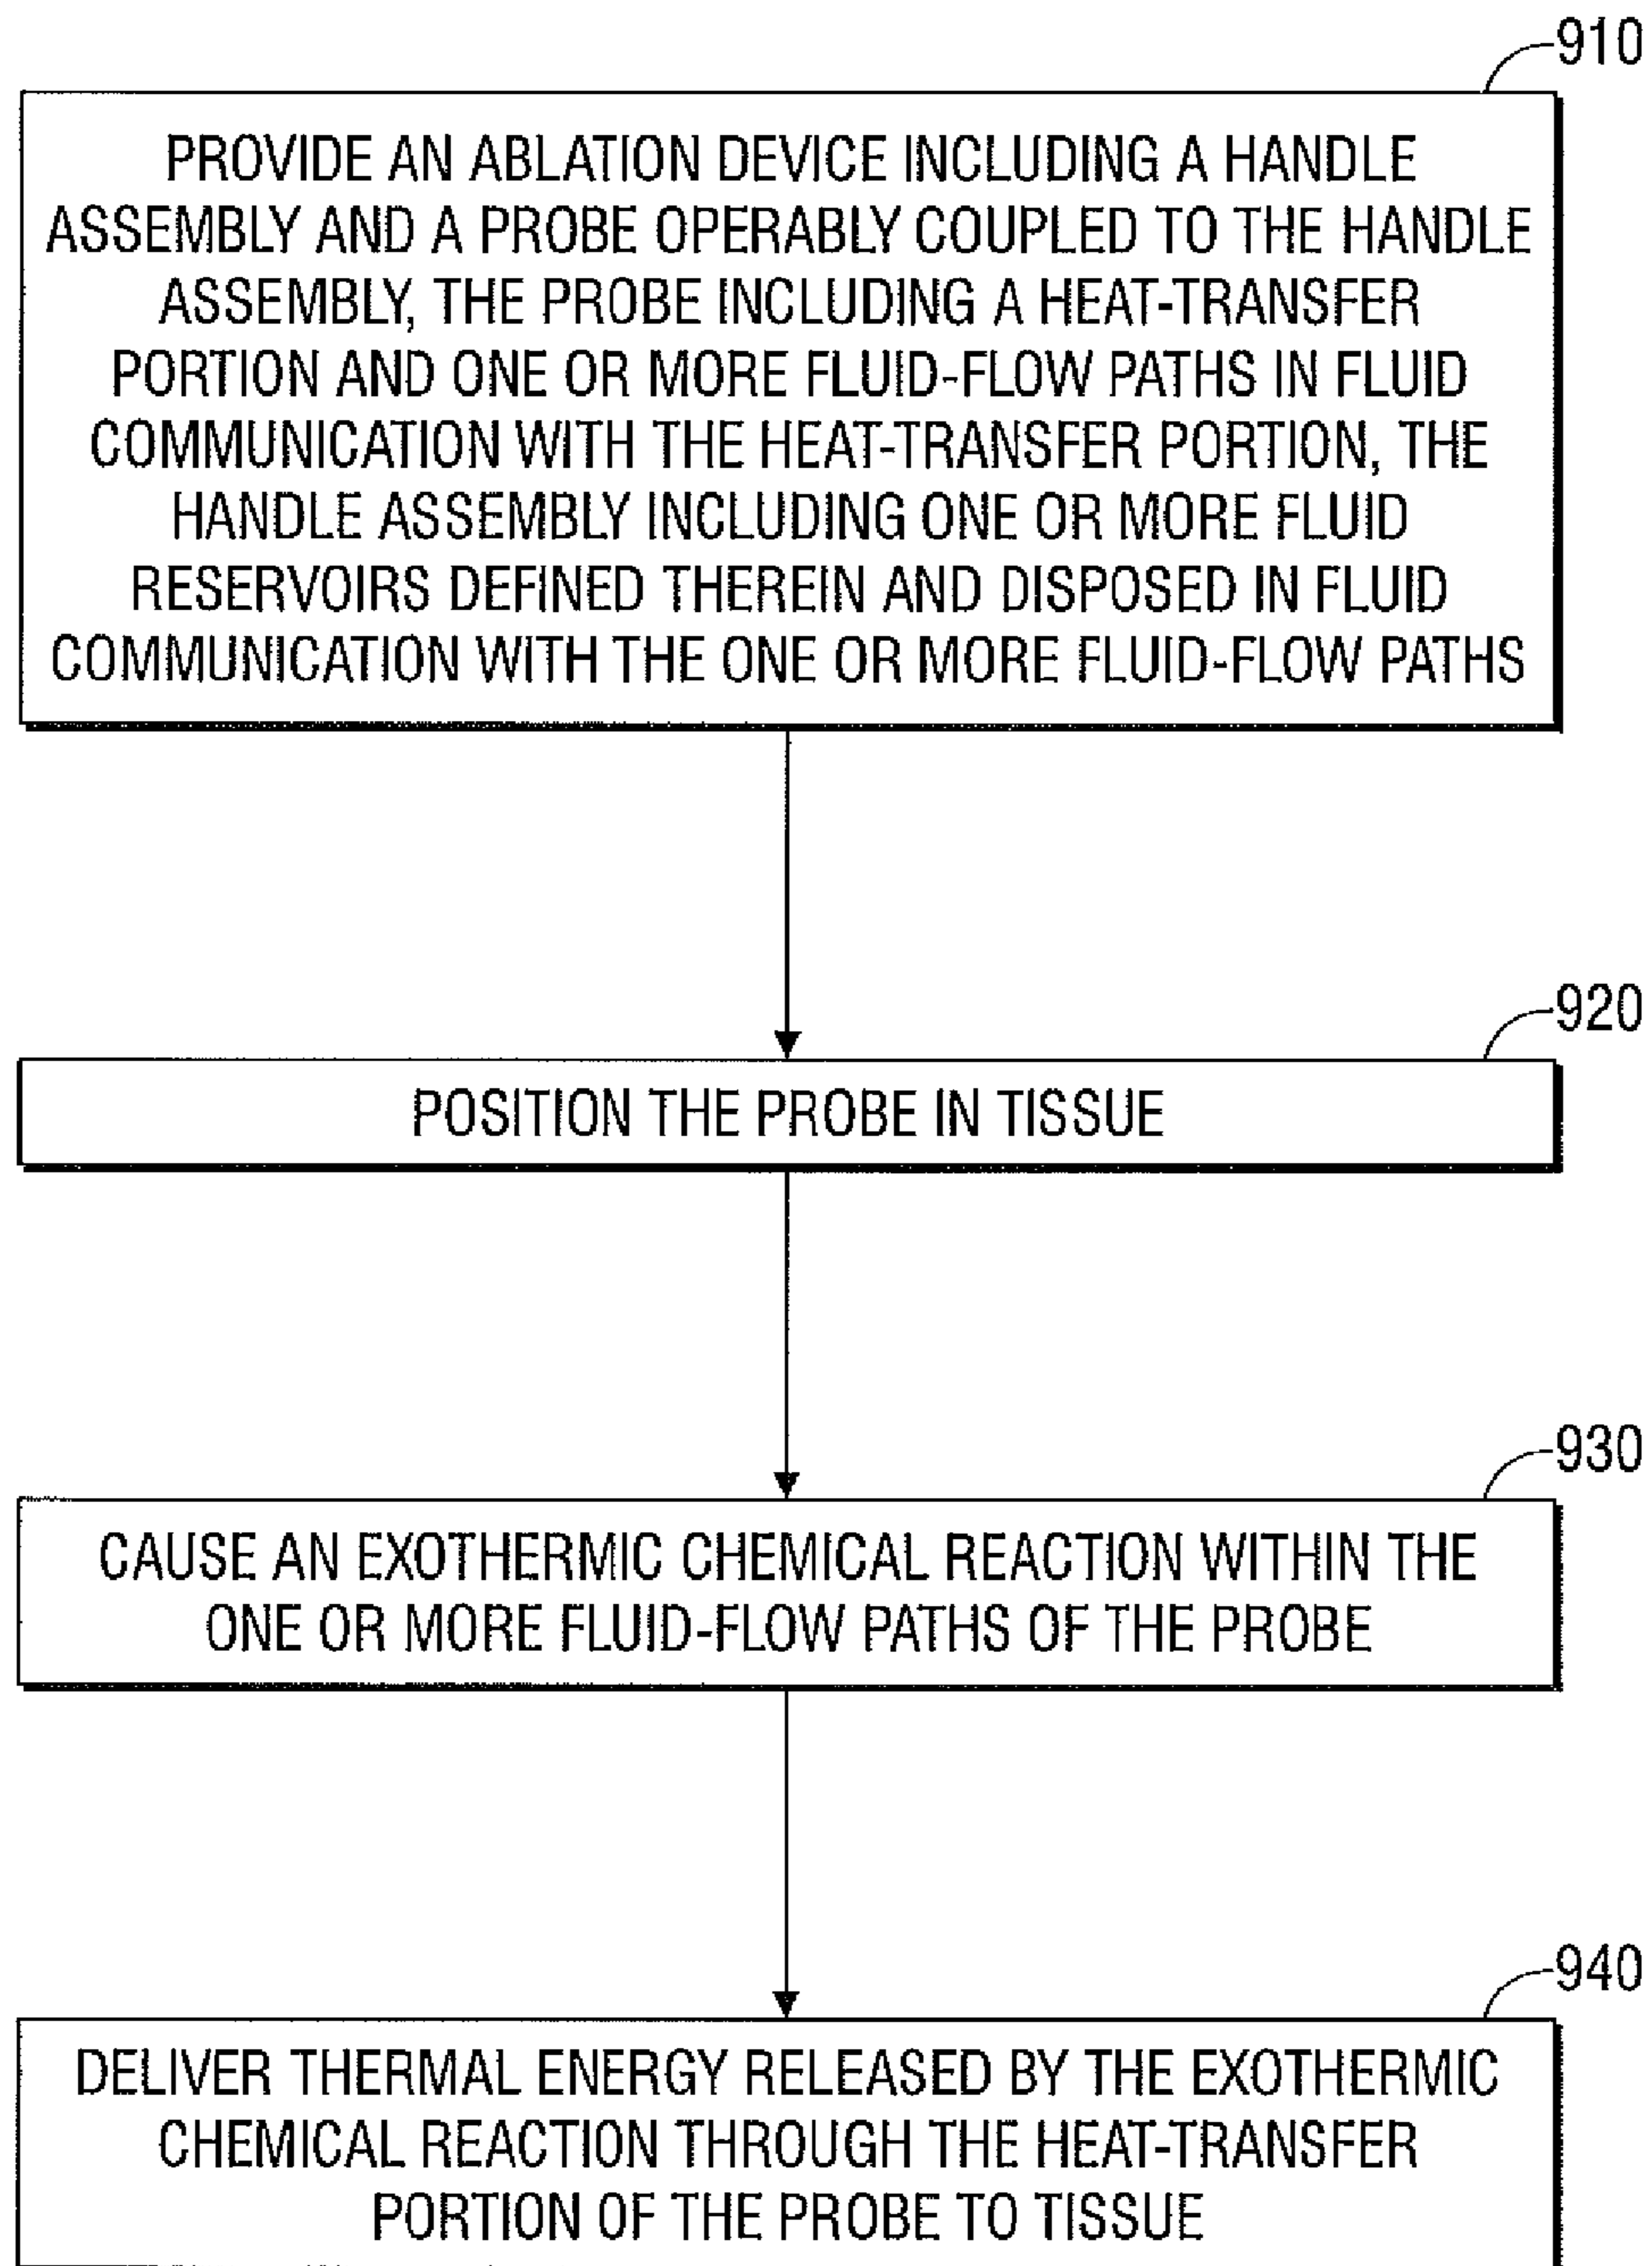 910
PROVIDE AN ABLATION DEVICE INCLUDING A HANDLE
ASSEMBLY AND A PROBE OPERABLY COUPLED TO THE HANDLE
ASSEMBLY, THE PROBE INCLUDING A HEAT-TRANSFER
PORTION AND ONE OR MORE FLUID-FLOW PATHS IN FLUID
COMMUNICATION WITH THE HEAT-TRANSFER PORTION, THE
HANDLE ASSEMBLY INCLUDING ONE OR MORE FLUID
RESERVOIRS DEFINED THEREIN AND DISPOSED IN FLUID
COMMUNICATION WITH THE ONE OR MORE FLUID-FLOW PATHS
920
POSITION THE PROBE IN TISSUE
930
CAUSE AN EXOTHERMIC CHEMICAL REACTION WITHIN THE
ONE OR MORE FLUID-FLOW PATHS OF THE PROBE
940
DELIVER THERMAL ENERGY RELEASED BY THE EXOTHERMIC
CHEMICAL REACTION THROUGH THE HEAT-TRANSFER
PORTION OF THE PROBE TO TISSUE